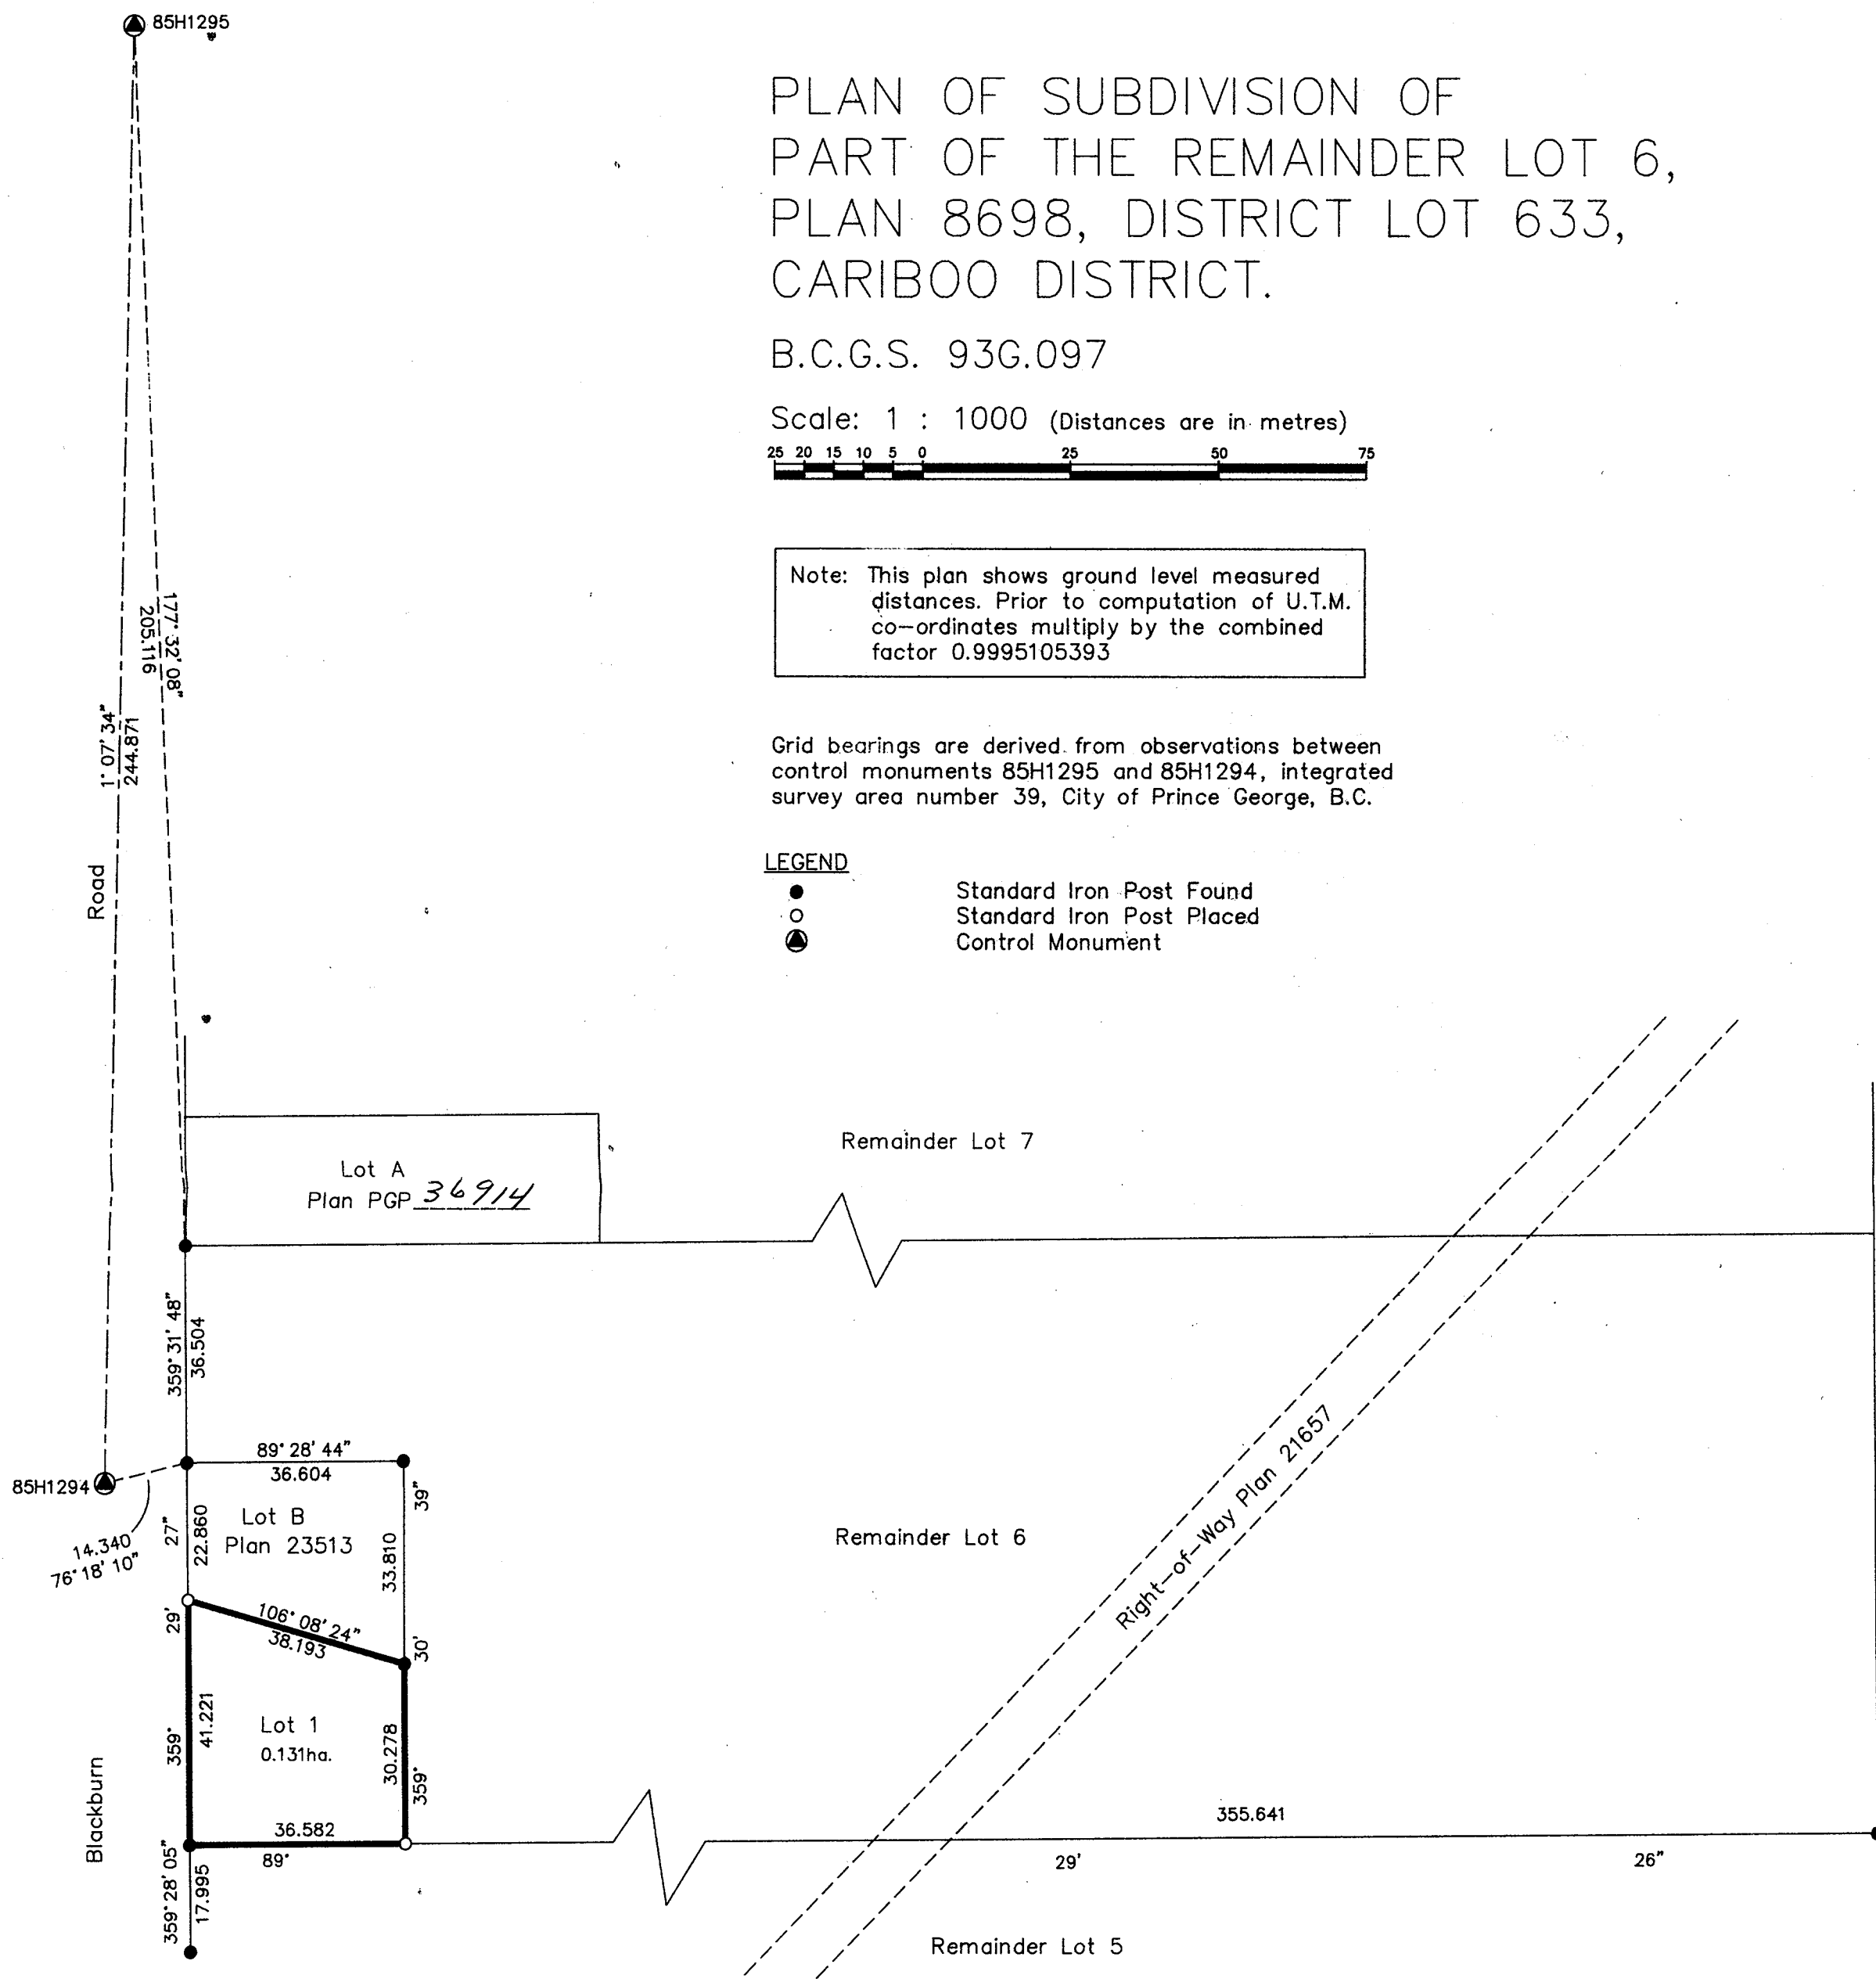 85H1295
PLAN OF SUBDIVISION OF
PART OF THE REMAINDER LOT 6,
PLAN 8698, DISTRICT LOT 633,
CARIBOO DISTRICT.
B.C.G.S. 93G.097
Scale: 1 : 1000 (Distances are in metres)
25 20 15 10 5 0 25 50 75
Note: This plan shows ground level measured
distances. Prior to computation of U.T.M.
co-ordinates multiply by the combined
factor 0.9995105393
177° 32' 08"
205.116
1° 07' 34"
244.871
Grid bearings are derived from observations between
control monuments 85H1295 and 85H1294, integrated
survey area number 39, City of Prince George, B.C.
LEGEND
Standard Iron Post Found
Standard Iron Post Placed
Control Monument
Road
Remainder Lot 7
Lot A
Plan PGP 36914
359° 31' 48"
36.504
89° 28' 44"
36.604
85H1294
14.340
76° 18' 10"
27"
22.860
Lot B
Plan 23513
39"
33.810
Remainder Lot 6
Right-of-Way Plan 21657
29'
106° 08' 24"
38.193
30'
359°
41.221
Lot 1
0.131ha.
30.278
359°
Blackburn
36.582
89°
355.641
29'
26"
359° 28' 05"
17.995
Remainder Lot 5